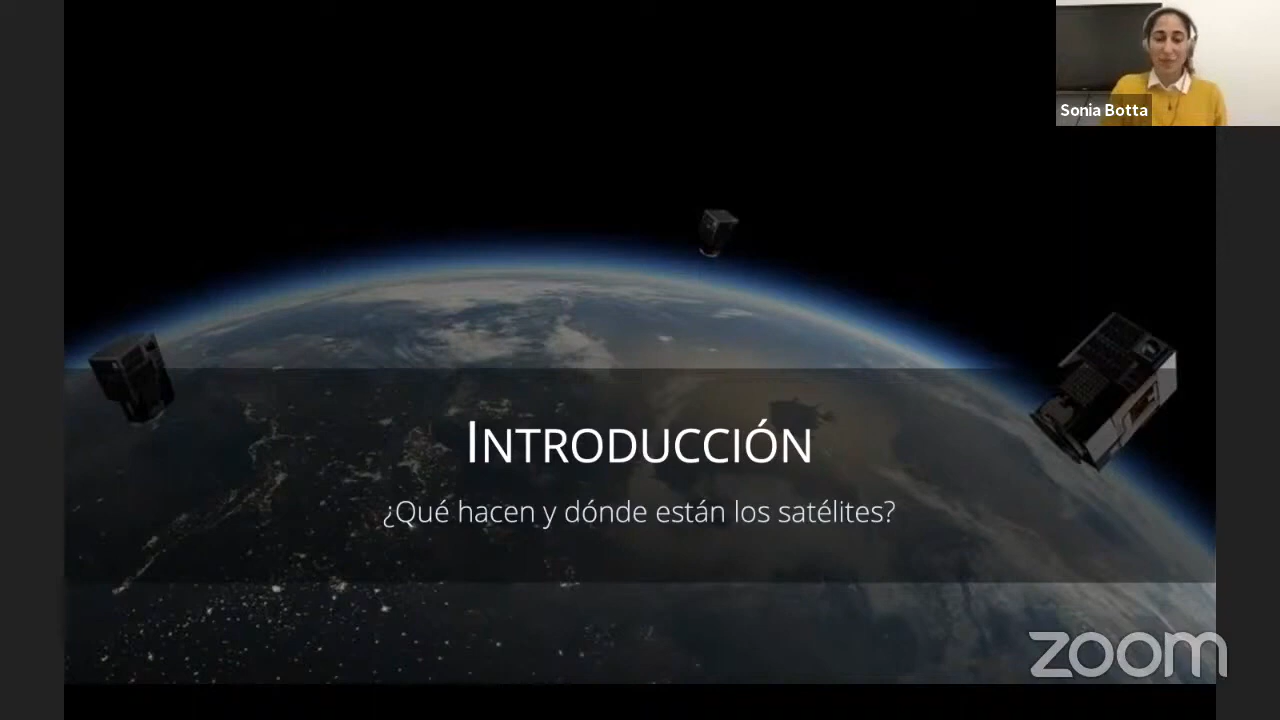 Sonia Botta
INTRODUCCIÓN
¿Qué hacen y dónde están los satélites?
zoom